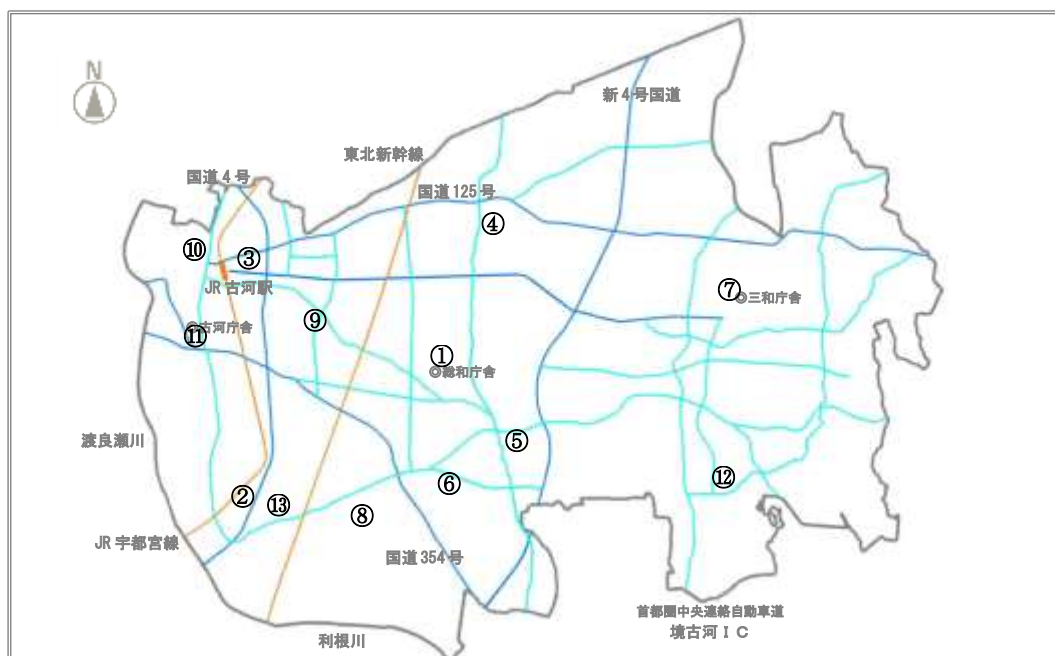 N
新4号国道
東北新幹線
国道4号
国道125号
④
⑩
③
JR古河駅
⑦
◎三和庁舎
⑨
◎古河庁舎
⑪
①
◎総和庁舎
渡良瀬川
⑤
⑫
⑥
②
⑬
⑧
JR宇都宮線
国道354号
首都圏中央連絡自動車道
境古河IC
利根川